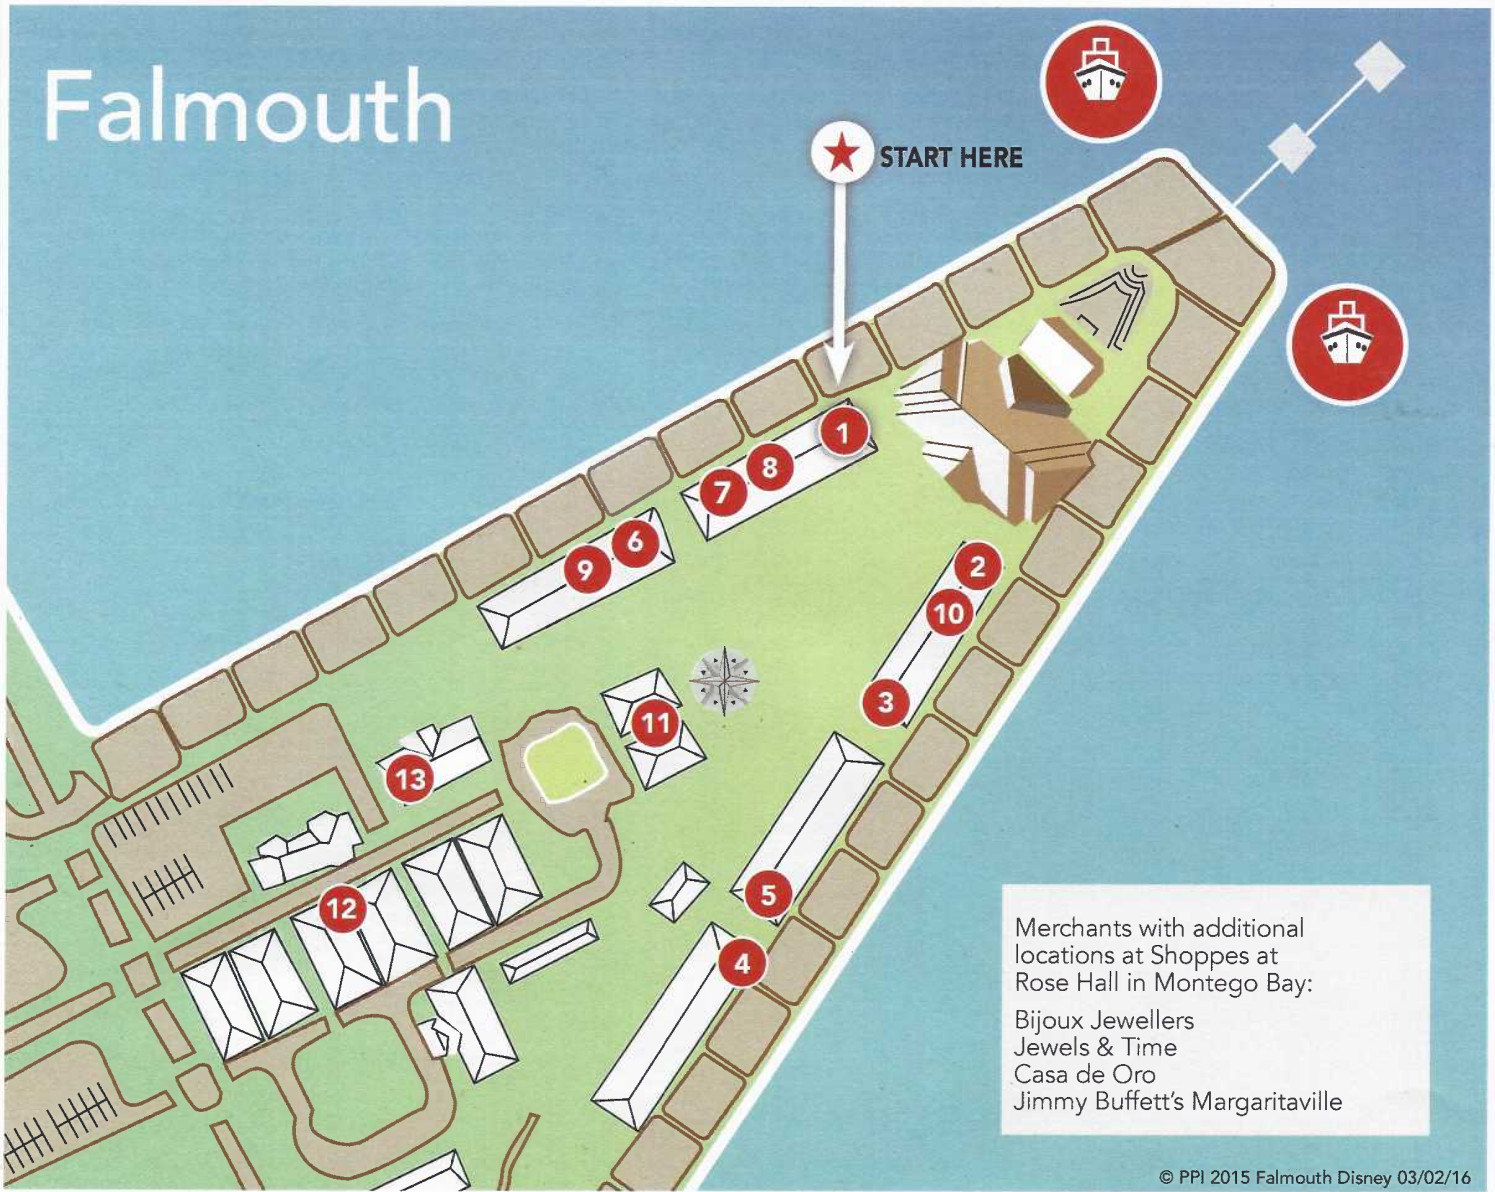 Falmouth
START HERE
1
8
7
6
9
2
10
3
11
13
5
12
4
Merchants with additional
locations at Shoppes at
Rose Hall in Montego Bay:
Bijoux Jewellers
Jewels & Time
Casa de Oro
Jimmy Buffett's Margaritaville
© PPI 2015 Falmouth Disney 03/02/16